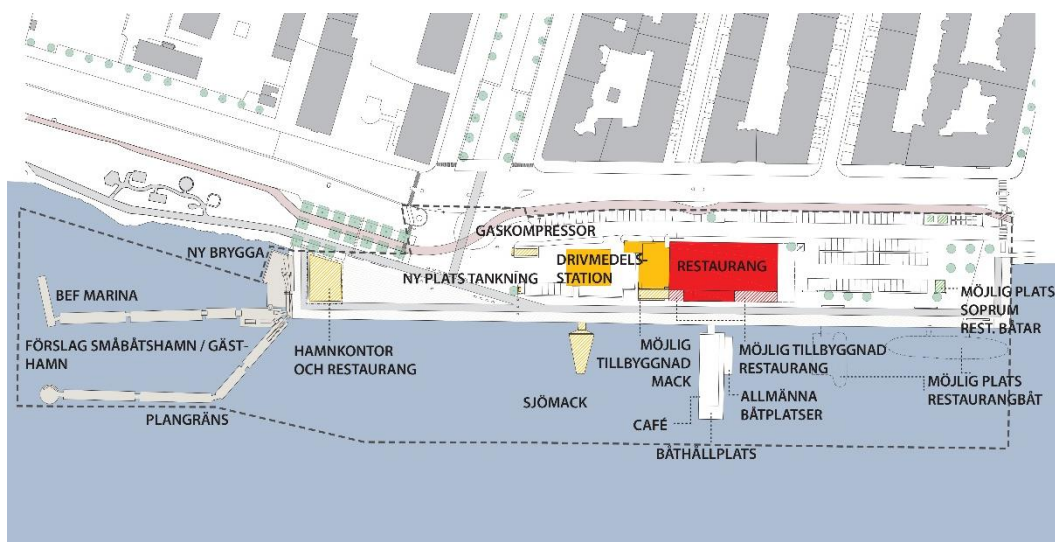 GASKOMPRESSOR
NY BRYGGA
DRIVMEDELS-
STATION
RESTAURANG
NY PLATS TANKNING
BEF MARINA
MÖJLIG PLATS
SOPRUM
REST. BÅTAR
FÖRSLAG SMÅBÅTSHAMN / GÄST-
HAMN
HAMNKONTOR
OCH RESTAURANG
MÖJLIG
TILLBYGGNAD
MACK
MÖJLIG TILLBYGGNAD
RESTAURANG
MÖJLIG PLATS
RESTAURANGBÅT
SJÖMACK
ALLMÄNNA
BÅTPLATSER
PLANGRÄNS
CAFÉ
BÅTHÅLLPLATS